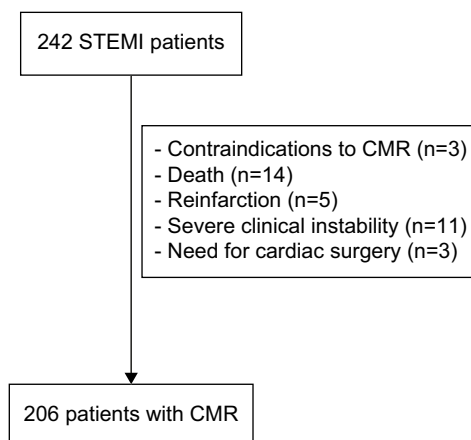 242 STEMI patients
- Contraindications to CMR (n=3)
- Death (n=14)
- Reinfarction (n=5)
- Severe clinical instability (n=11)
- Need for cardiac surgery (n=3)
206 patients with CMR